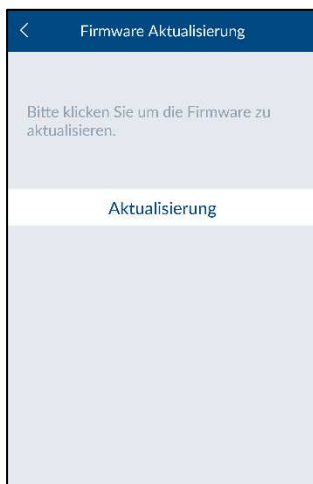 Firmware Aktualisierung
Bitte klicken Sie um die Firmware zu
aktualisieren.
Aktualisierung